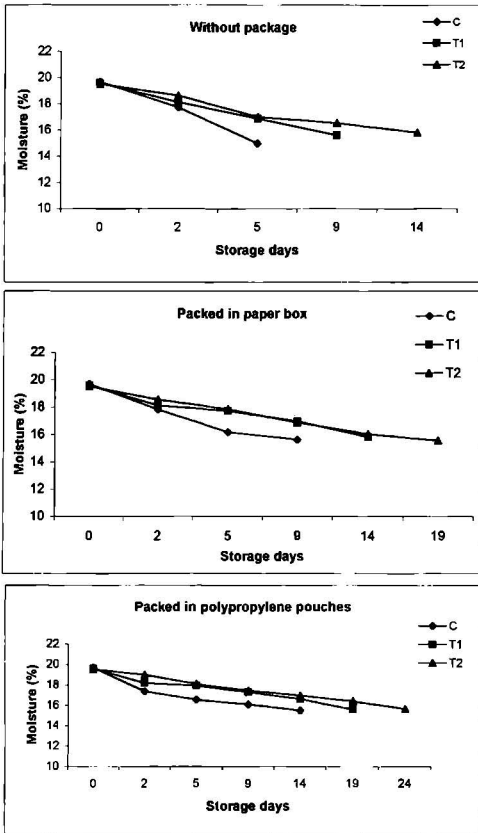 Without package
C
T1
T2
Moisture (%)
22
20
18
16
14
12
10
0 2 5 9 14
Storage days
Packed in paper box
C
T1
T2
Moisture (%)
22
20
18
16
14
12
10
0 2 5 9 14 19
Storage days
Packed in polypropylene pouches
C
T1
T2
Moisture (%)
22
20
18
16
14
12
10
0 2 5 9 14 19 24
Storage days